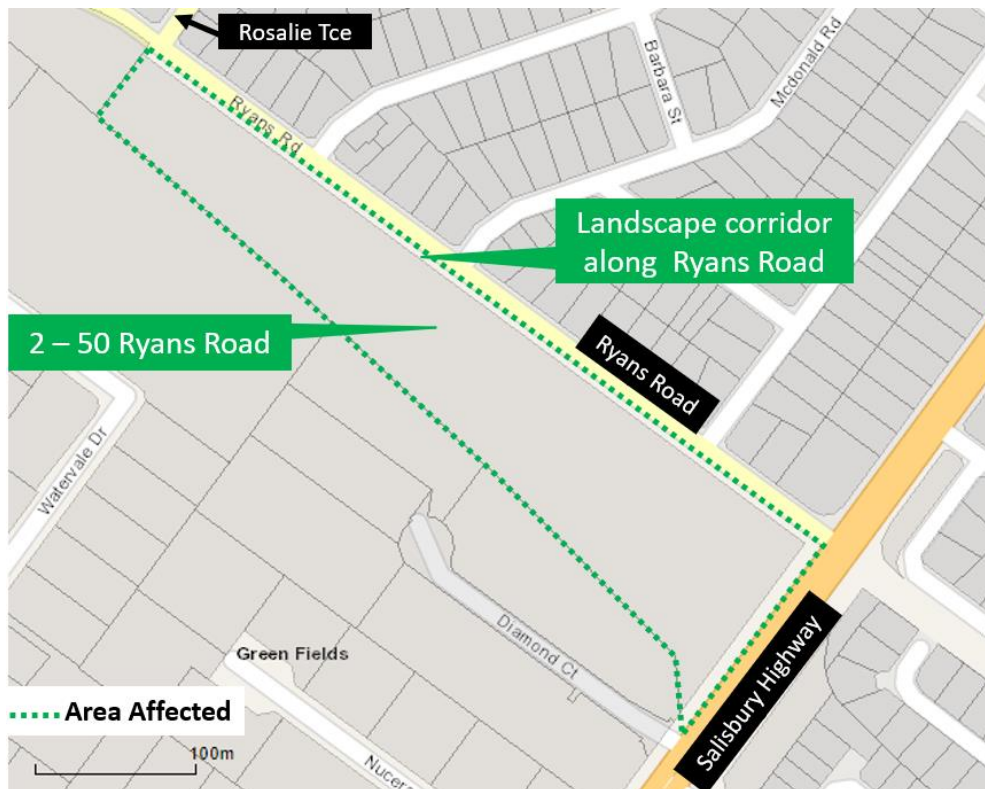 Rosalie Tce
Ryans Rd
Barbara St
Mcdonald Rd
Landscape corridor
along Ryans Road
2 – 50 Ryans Road
Ryans Road
Watervale Dr
Diamond Ct
Green Fields
Salisbury Highway
Area Affected
100m
Nucera